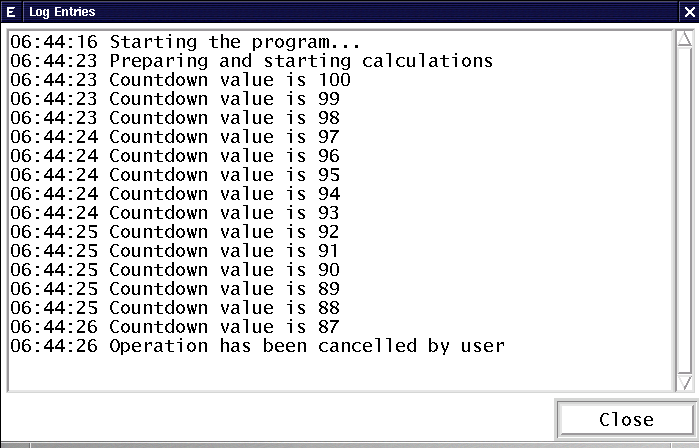 E Log Entries
06:44:16 Starting the program...
06:44:23 Preparing and starting calculations
06:44:23 Countdown value is 100
06:44:23 Countdown value is 99
06:44:23 Countdown value is 98
06:44:24 Countdown value is 97
06:44:24 Countdown value is 96
06:44:24 Countdown value is 95
06:44:24 Countdown value is 94
06:44:24 Countdown value is 93
06:44:25 Countdown value is 92
06:44:25 Countdown value is 91
06:44:25 Countdown value is 90
06:44:25 Countdown value is 89
06:44:25 Countdown value is 88
06:44:26 Countdown value is 87
06:44:26 Operation has been cancelled by user
Close